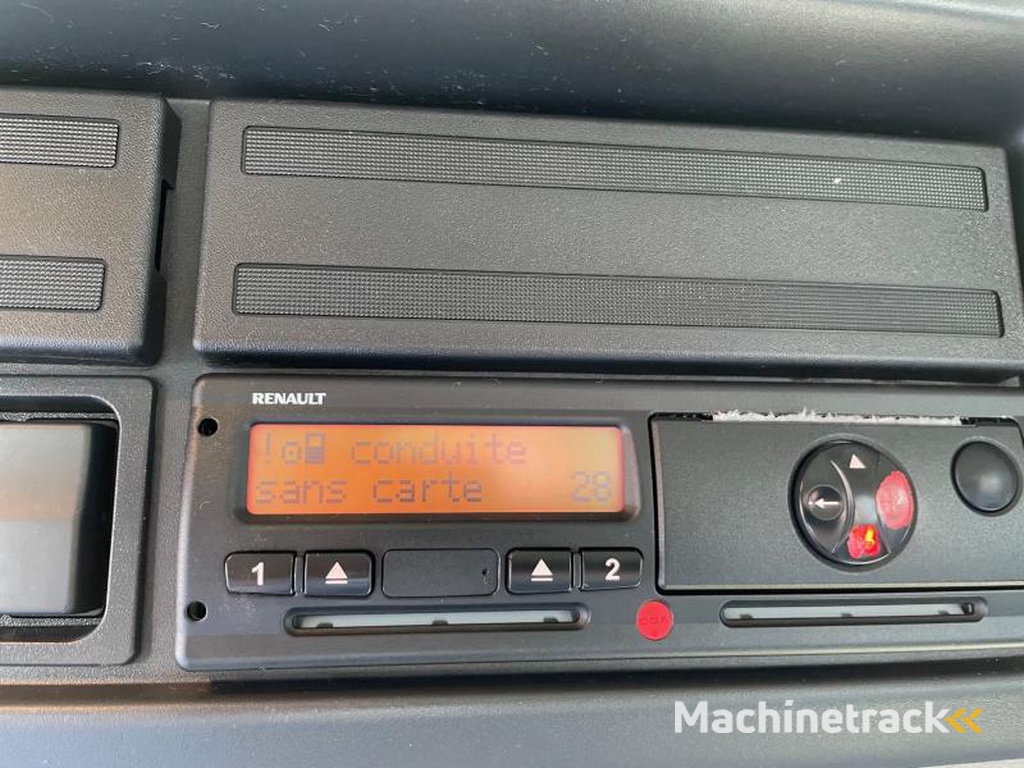 RENAULT
! conduite
sans carte 28
1 2
Machinetrack